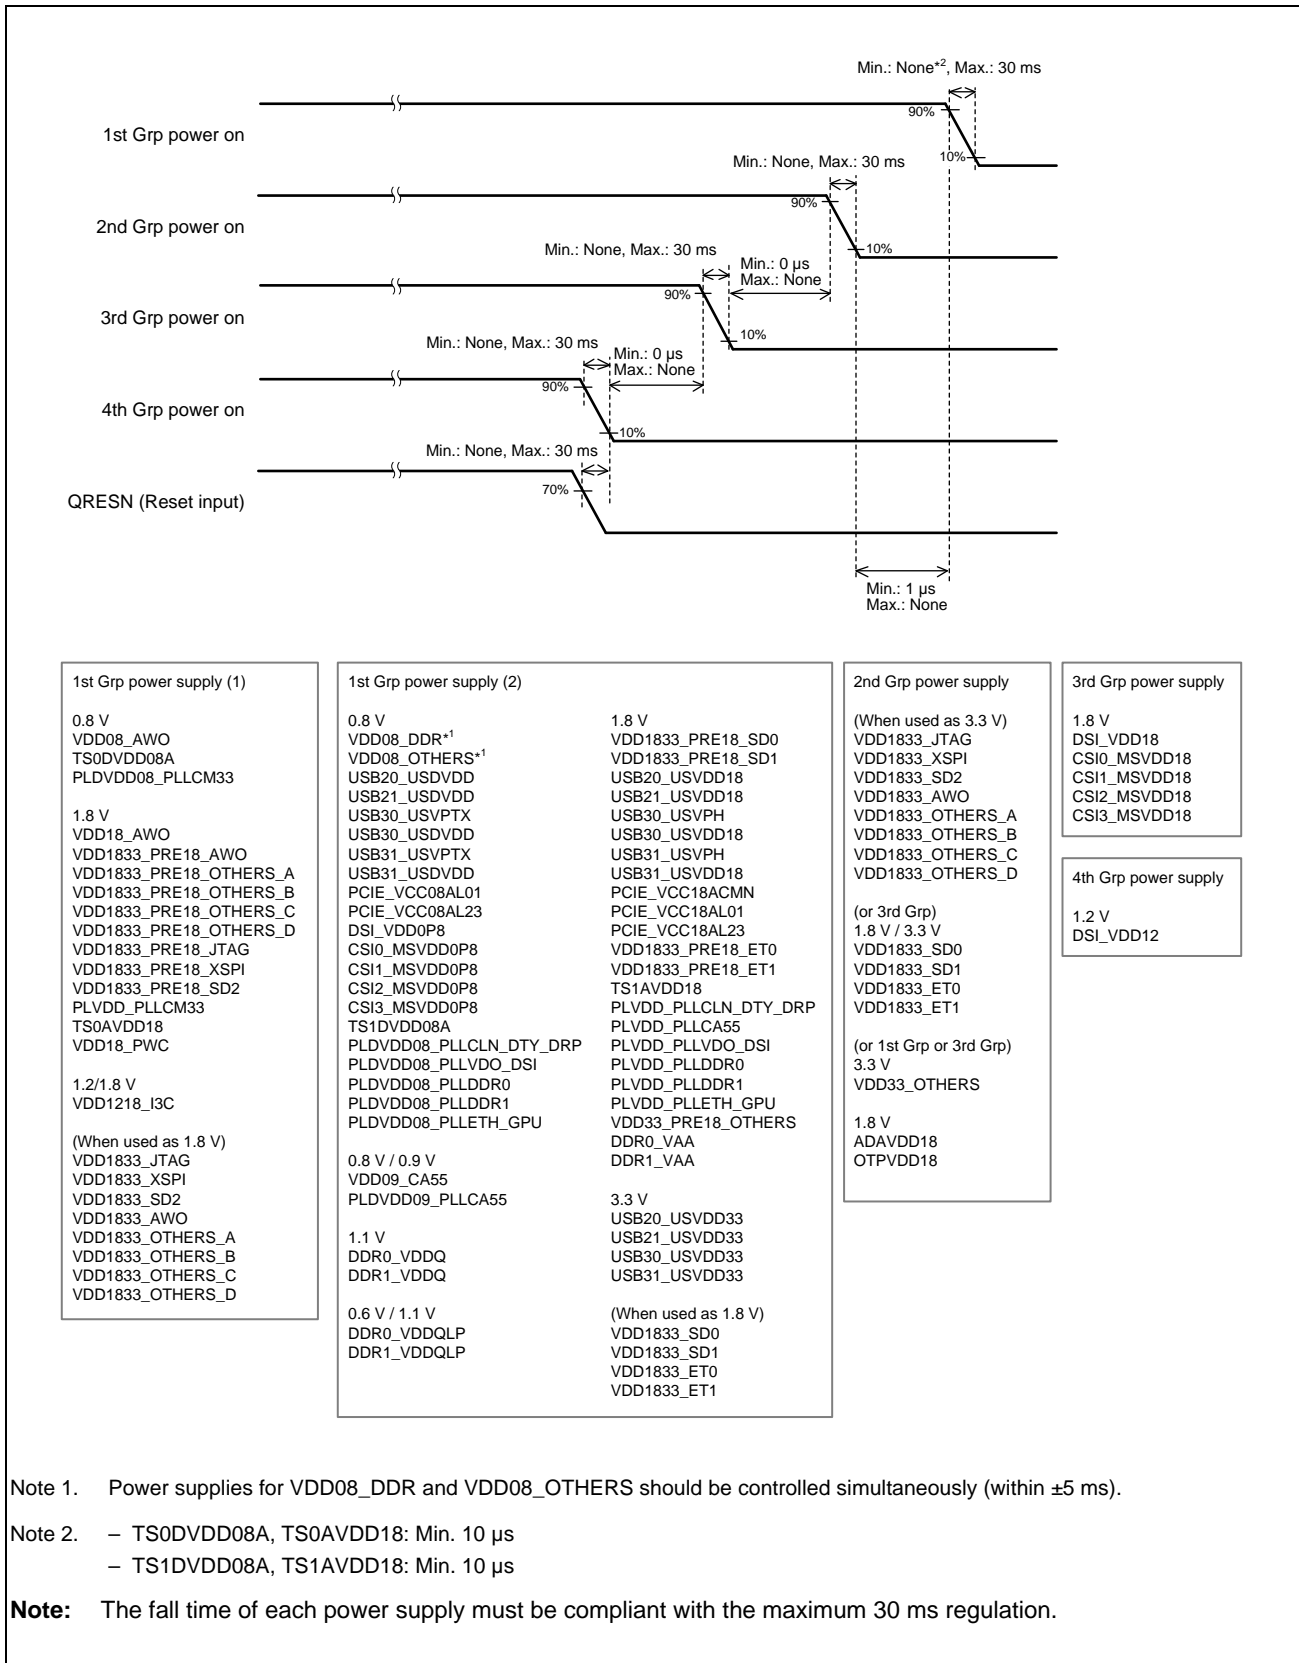 Min.: None*2, Max.: 30 ms
90%
1st Grp power on
10%
Min.: None, Max.: 30 ms
90%
2nd Grp power on
10%
Min.: None, Max.: 30 ms
Min.: 0 µs
Max.: None
90%
3rd Grp power on
10%
Min.: None, Max.: 30 ms
Min.: 0 µs
Max.: None
90%
4th Grp power on
10%
Min.: None, Max.: 30 ms
70%
QRESN (Reset input)
Min.: 1 µs
Max.: None
1st Grp power supply (1)
0.8 V
VDD08_AWO
TS0DVDD08A
PLDVDD08_PLLCM33
1.8 V
VDD18_AWO
VDD1833_PRE18_AWO
VDD1833_PRE18_OTHERS_A
VDD1833_PRE18_OTHERS_B
VDD1833_PRE18_OTHERS_C
VDD1833_PRE18_OTHERS_D
VDD1833_PRE18_JTAG
VDD1833_PRE18_XSPI
VDD1833_PRE18_SD2
PLVDD_PLLCM33
TS0AVDD18
VDD18_PWC
1.2/1.8 V
VDD1218_I3C
(When used as 1.8 V)
VDD1833_JTAG
VDD1833_XSPI
VDD1833_SD2
VDD1833_AWO
VDD1833_OTHERS_A
VDD1833_OTHERS_B
VDD1833_OTHERS_C
VDD1833_OTHERS_D
1st Grp power supply (2)
0.8 V
VDD08_DDR*1
VDD08_OTHERS*1
USB20_USDVDD
USB21_USDVDD
USB30_USVPTX
USB30_USDVDD
USB31_USVPTX
USB31_USDVDD
PCIE_VCC08AL01
PCIE_VCC08AL23
DSI_VDD0P8
CSI0_MSVDD0P8
CSI1_MSVDD0P8
CSI2_MSVDD0P8
CSI3_MSVDD0P8
TS1DVDD08A
PLDVDD08_PLLCLN_DTY_DRP
PLDVDD08_PLLVDO_DSI
PLDVDD08_PLLDDR0
PLDVDD08_PLLDDR1
PLDVDD08_PLLETH_GPU
0.8 V / 0.9 V
VDD09_CA55
PLDVDD09_PLLCA55
1.1 V
DDR0_VDDQ
DDR1_VDDQ
0.6 V / 1.1 V
DDR0_VDDQLP
DDR1_VDDQLP
1.8 V
VDD1833_PRE18_SD0
VDD1833_PRE18_SD1
USB20_USVDD18
USB21_USVDD18
USB30_USVPH
USB30_USVDD18
USB31_USVPH
USB31_USVDD18
PCIE_VCC18ACMN
PCIE_VCC18AL01
PCIE_VCC18AL23
VDD1833_PRE18_ET0
VDD1833_PRE18_ET1
TS1AVDD18
PLVDD_PLLCLN_DTY_DRP
PLVDD_PLLCA55
PLVDD_PLLVDO_DSI
PLVDD_PLLDDR0
PLVDD_PLLDDR1
PLVDD_PLLETH_GPU
VDD33_PRE18_OTHERS
DDR0_VAA
DDR1_VAA
3.3 V
USB20_USVDD33
USB21_USVDD33
USB30_USVDD33
USB31_USVDD33
(When used as 1.8 V)
VDD1833_SD0
VDD1833_SD1
VDD1833_ET0
VDD1833_ET1
2nd Grp power supply
(When used as 3.3 V)
VDD1833_JTAG
VDD1833_XSPI
VDD1833_SD2
VDD1833_AWO
VDD1833_OTHERS_A
VDD1833_OTHERS_B
VDD1833_OTHERS_C
VDD1833_OTHERS_D
(or 3rd Grp)
1.8 V / 3.3 V
VDD1833_SD0
VDD1833_SD1
VDD1833_ET0
VDD1833_ET1
(or 1st Grp or 3rd Grp)
3.3 V
VDD33_OTHERS
1.8 V
ADAVDD18
OTPVDD18
3rd Grp power supply
1.8 V
DSI_VDD18
CSI0_MSVDD18
CSI1_MSVDD18
CSI2_MSVDD18
CSI3_MSVDD18
4th Grp power supply
1.2 V
DSI_VDD12
Note 1. Power supplies for VDD08_DDR and VDD08_OTHERS should be controlled simultaneously (within ±5 ms).
Note 2. – TS0DVDD08A, TS0AVDD18: Min. 10 µs
– TS1DVDD08A, TS1AVDD18: Min. 10 µs
Note: The fall time of each power supply must be compliant with the maximum 30 ms regulation.